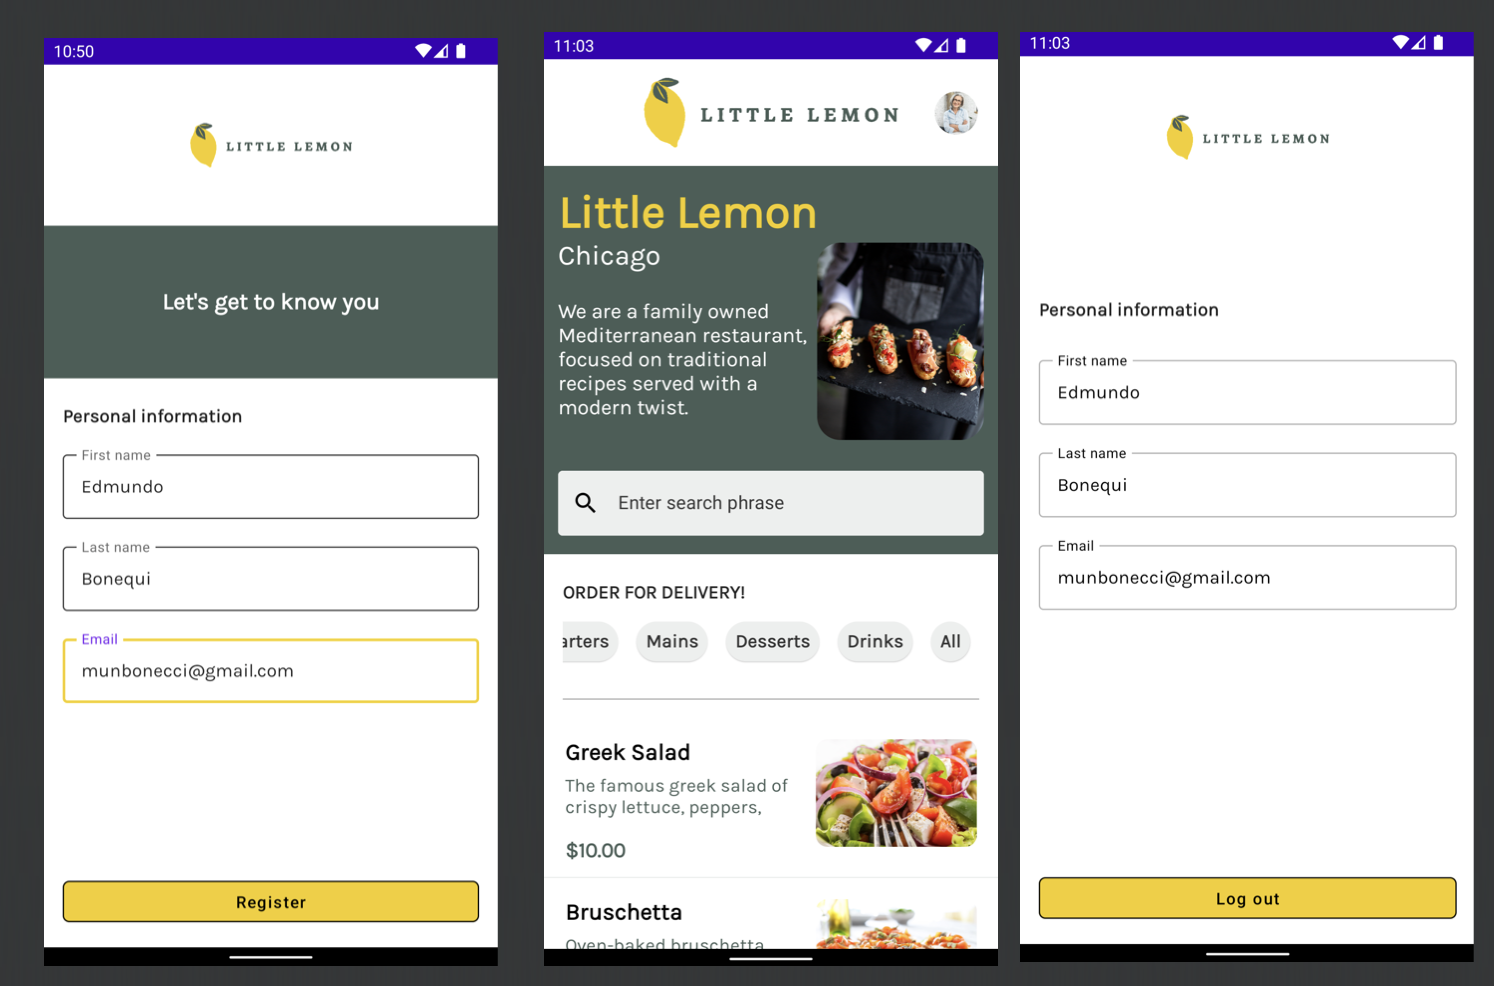 10:50
LITTLE LEMON
Let's get to know you
Personal information
First name
Edmundo
Last name
Bonequi
Email
munbonecci@gmail.com
Register
11:03
LITTLE LEMON
Little Lemon
Chicago
We are a family owned
Mediterranean restaurant,
focused on traditional
recipes served with a
modern twist.
Enter search phrase
ORDER FOR DELIVERY!
arters Mains Desserts Drinks All
Greek Salad
The famous greek salad of
crispy lettuce, peppers,
$10.00
Bruschetta
Oven-baked bruschetta
11:03
LITTLE LEMON
Personal information
First name
Edmundo
Last name
Bonequi
Email
munbonecci@gmail.com
Log out